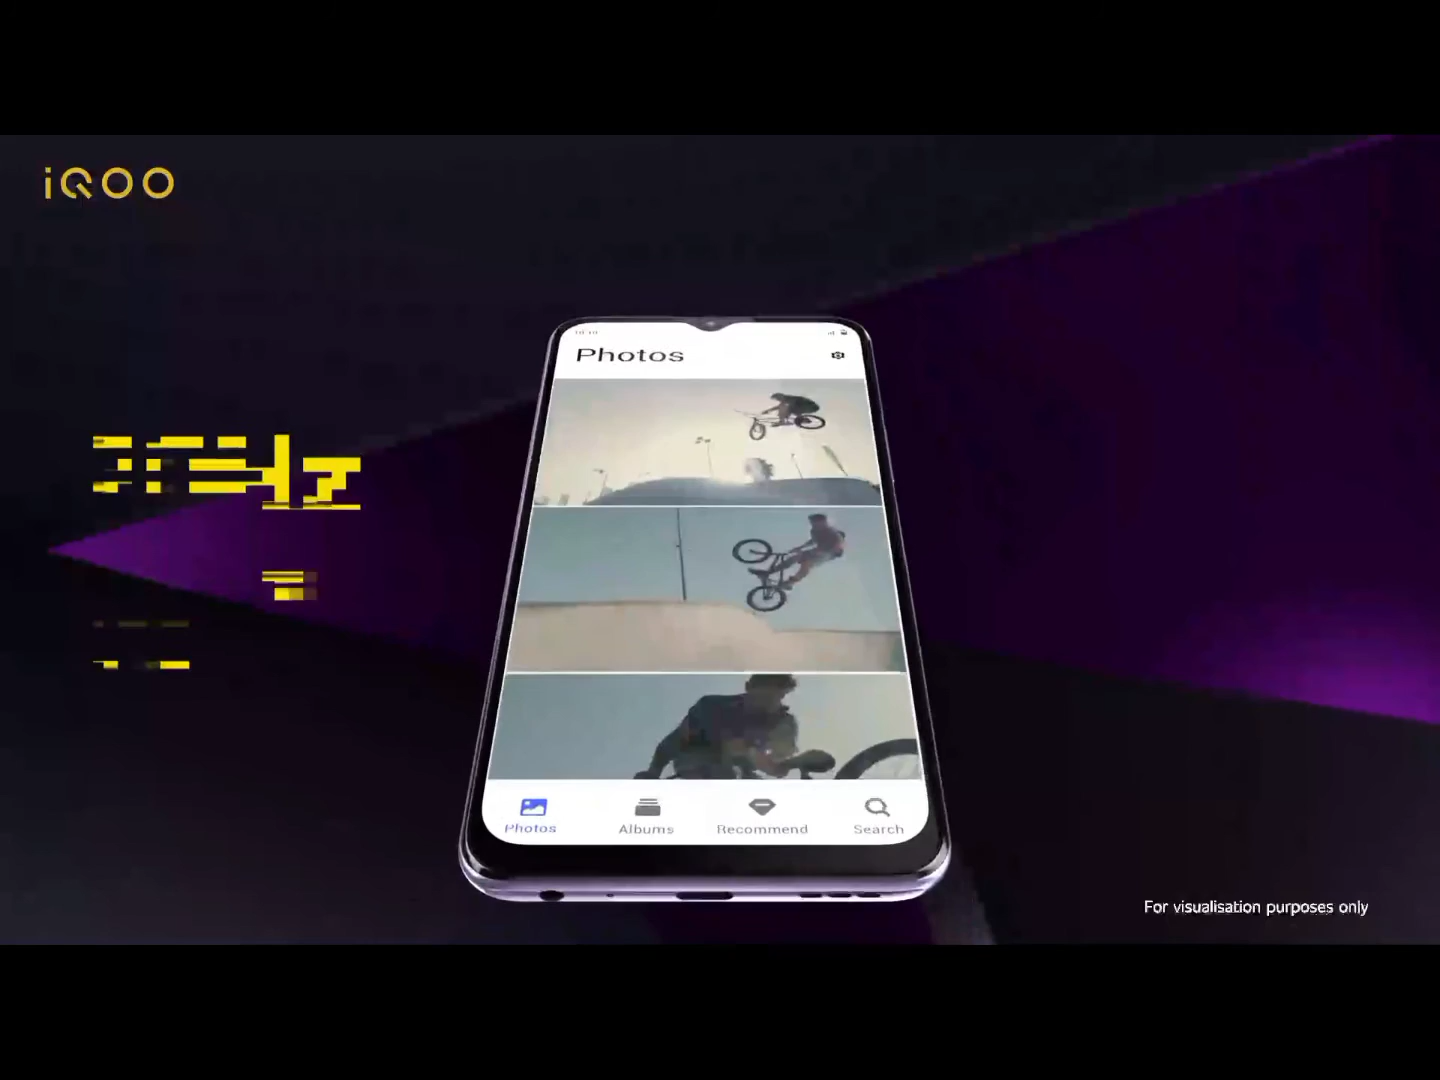 iQOO
Photos
Photos
Albums
Recommend
Search
For visualisation purposes only